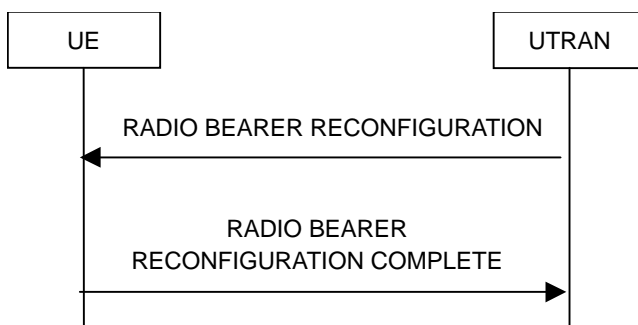 UE
UTRAN
RADIO BEARER RECONFIGURATION
RADIO BEARER
RECONFIGURATION COMPLETE